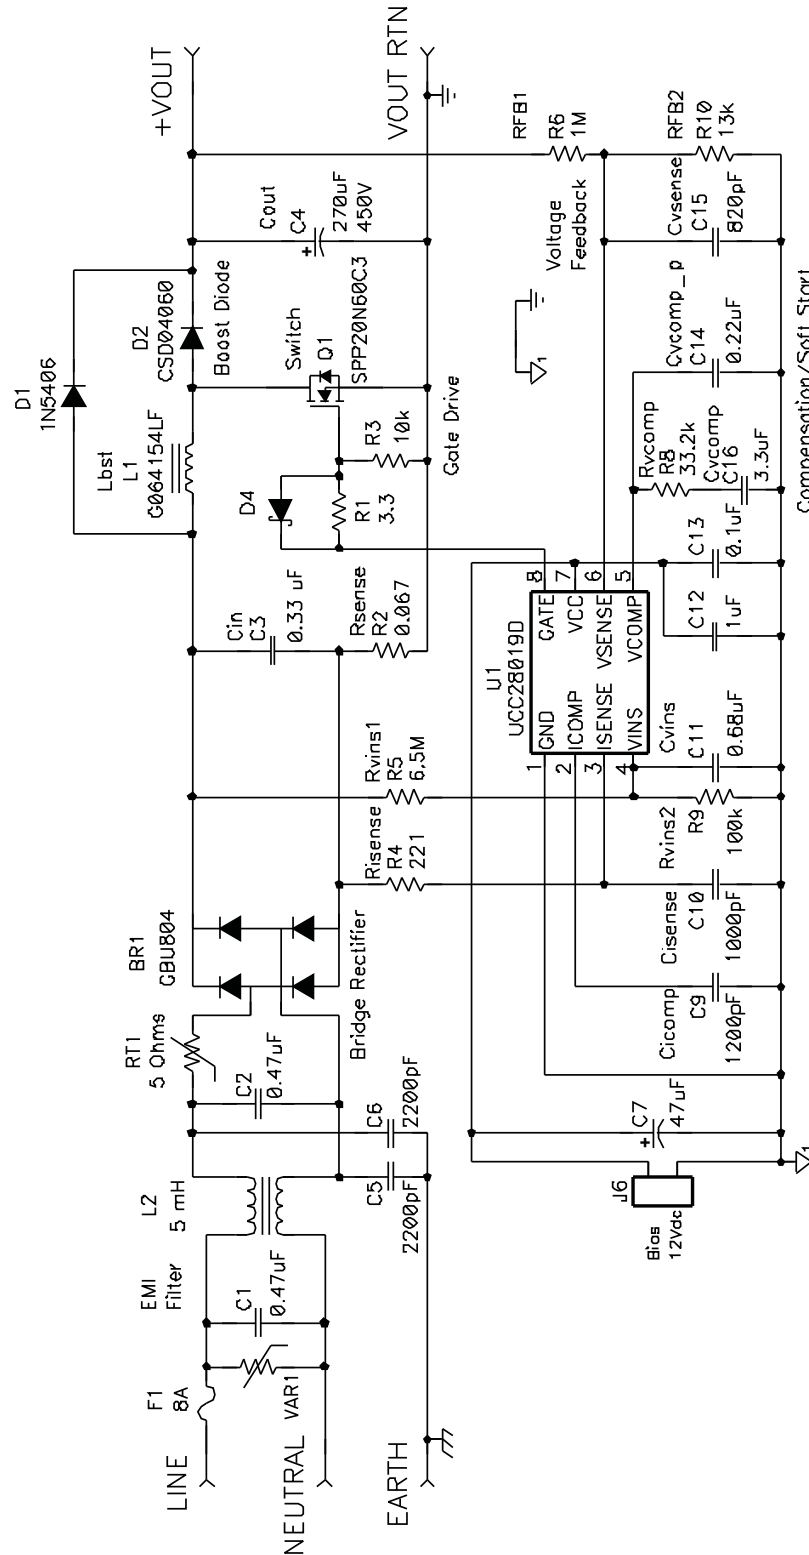 LINE
NEUTRAL
EARTH
F1
8A
VAR1
EMI
Filter
C1
0.47uF
L2
5 mH
C5
2200pF
C6
2200pF
RT1
5 Ohms
C2
0.47uF
BR1
GBU804
Bridge Rectifier
Risense
R4
221
Rvins1
R5
6.5M
Cin
C3
0.33 uF
Rsense
R2
0.067
D1
1N5406
Lbst
L1
G064154LF
D4
R1
3.3
R3
10k
Gate Drive
D2
CSD04060
Boost Diode
Switch
Q1
SPP20N60C3
Cout
C4
270uF
450V
+VOUT
VOUT RTN
RFB1
R6
1M
Voltage
Feedback
RFB2
R10
13k
Cvsense
C15
820pF
Cvcomp_p
C14
0.22uF
Rvcomp
R8
33.2k
Cvcomp
C16
3.3uF
C13
0.1uF
C12
1uF
U1
UCC28019D
1 GND
2 ICOMP
3 ISENSE
4 VINS
GATE 8
VCC 7
VSENSE 6
VCOMP 5
Cvins
C11
0.68uF
Rvins2
R9
100k
Cisense
C10
1000pF
Cicomp
C9
1200pF
C7
47uF
J6
Bias
12Vdc
1
1
Compensation/Soft Start